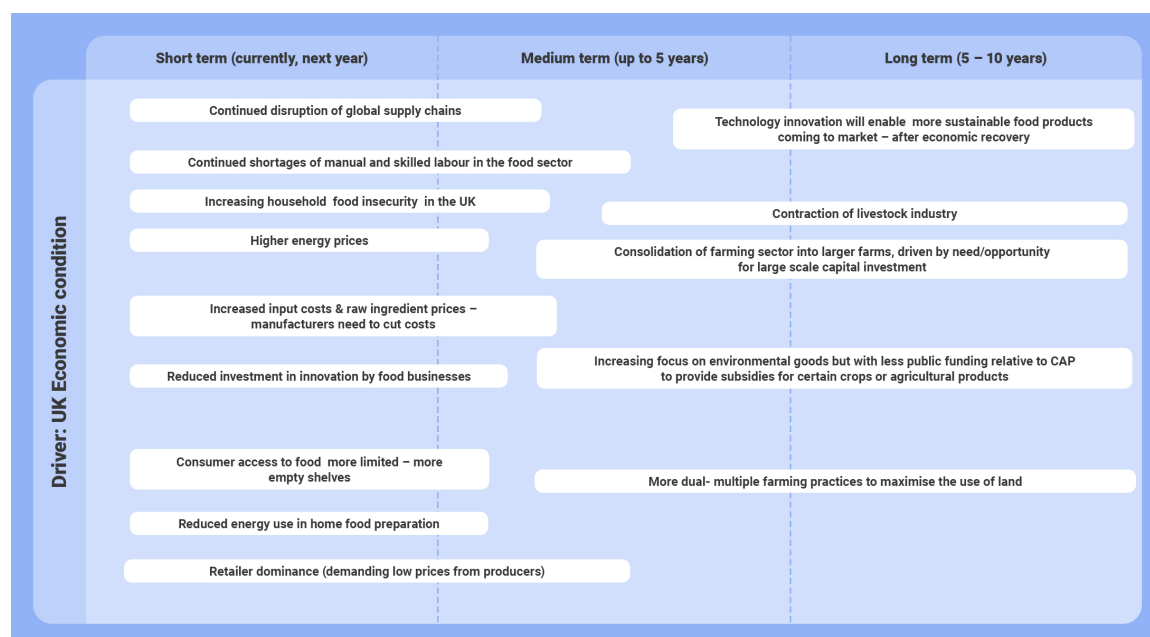 Short term (currently, next year)
Medium term (up to 5 years)
Long term (5 – 10 years)
Driver: UK Economic condition
Continued disruption of global supply chains
Technology innovation will enable more sustainable food products
coming to market – after economic recovery
Continued shortages of manual and skilled labour in the food sector
Increasing household food insecurity in the UK
Contraction of livestock industry
Higher energy prices
Consolidation of farming sector into larger farms, driven by need/opportunity
for large scale capital investment
Increased input costs & raw ingredient prices –
manufacturers need to cut costs
Increasing focus on environmental goods but with less public funding relative to CAP
to provide subsidies for certain crops or agricultural products
Reduced investment in innovation by food businesses
Consumer access to food more limited – more
empty shelves
More dual- multiple farming practices to maximise the use of land
Reduced energy use in home food preparation
Retailer dominance (demanding low prices from producers)